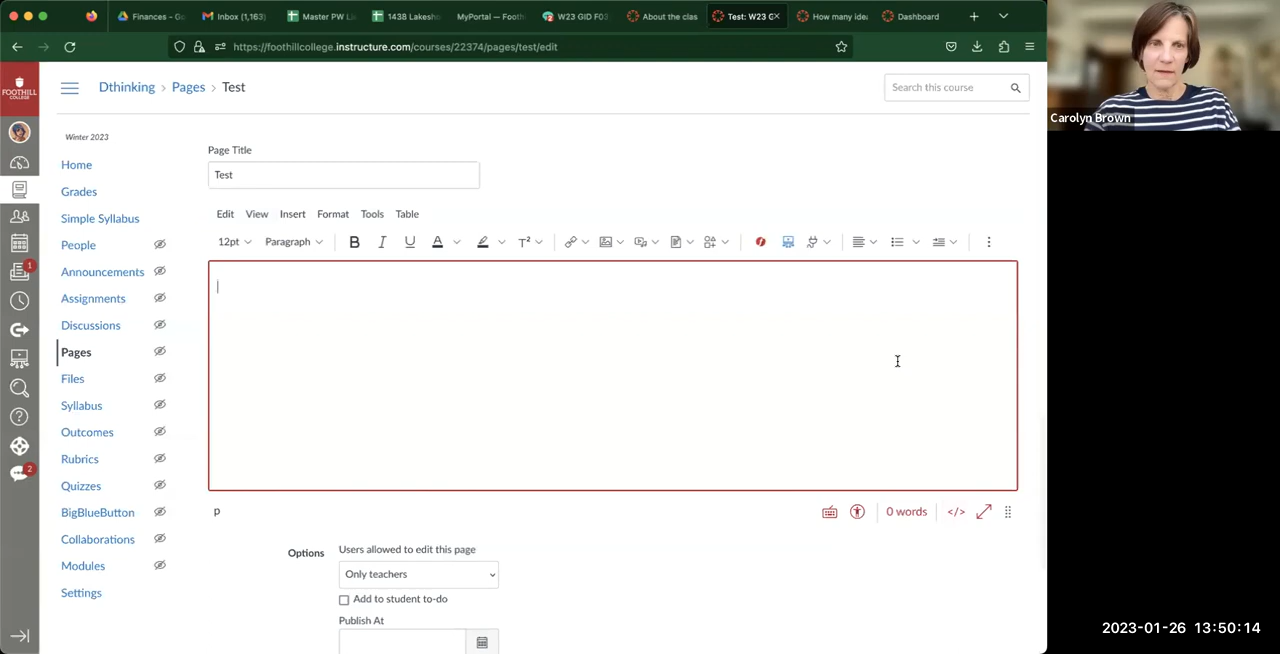 Finances - Go
Inbox (1,163)
Master PW Li
1438 Lakesh
MyPortal — Footh
W23 GID F03
About the clas
Test: W23 G
How many ide
Dashboard
https://foothillcollege.instructure.com/courses/22374/pages/test/edit
FOOTHILL
COLLEGE
Dthinking › Pages › Test
Search this course
Carolyn Brown
Winter 2023
Home
Grades
Simple Syllabus
People
Announcements
Assignments
Discussions
Pages
Files
Syllabus
Outcomes
Rubrics
Quizzes
BigBlueButton
Collaborations
Modules
Settings
1
2
Page Title
Test
Edit View Insert Format Tools Table
12pt Paragraph B I U A T²
p
0 words </>
Options
Users allowed to edit this page
Only teachers
Add to student to-do
Publish At
2023-01-26 13:50:14